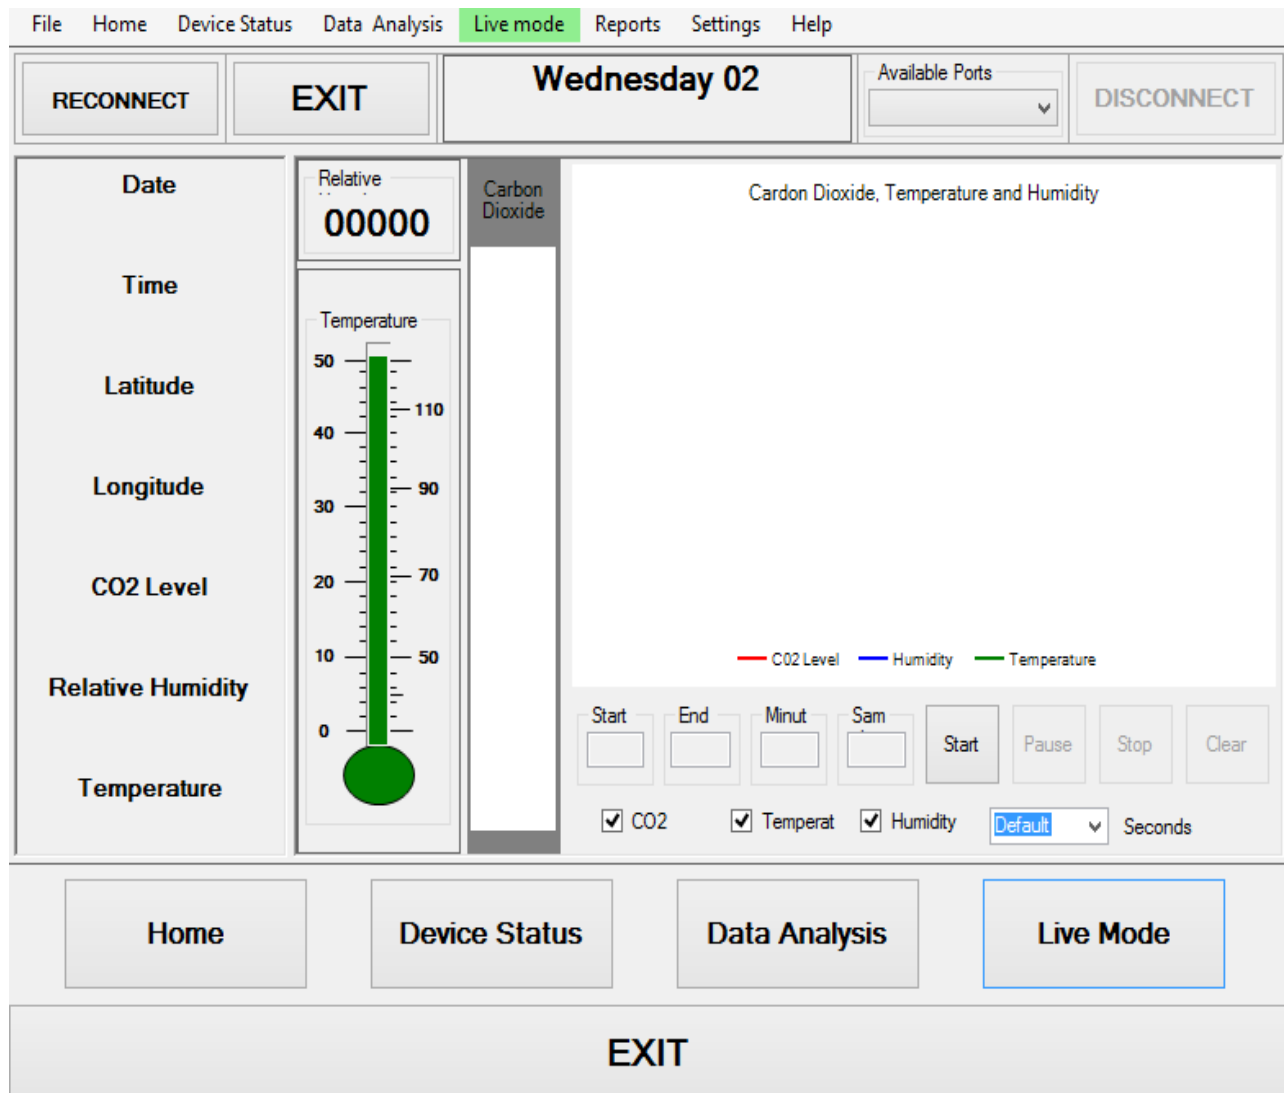 File Home Device Status Data Analysis Live mode Reports Settings Help
RECONNECT
EXIT
Wednesday 02
Available Ports
DISCONNECT
Date
Time
Latitude
Longitude
CO2 Level
Relative Humidity
Temperature
Relative
00000
Temperature
50
40
30
20
10
0
110
90
70
50
Carbon
Dioxide
Cardon Dioxide, Temperature and Humidity
C02 Level Humidity Temperature
Start End Minut Sam
Start Pause Stop Clear
CO2 Temperat Humidity Default Seconds
Home Device Status Data Analysis Live Mode
EXIT